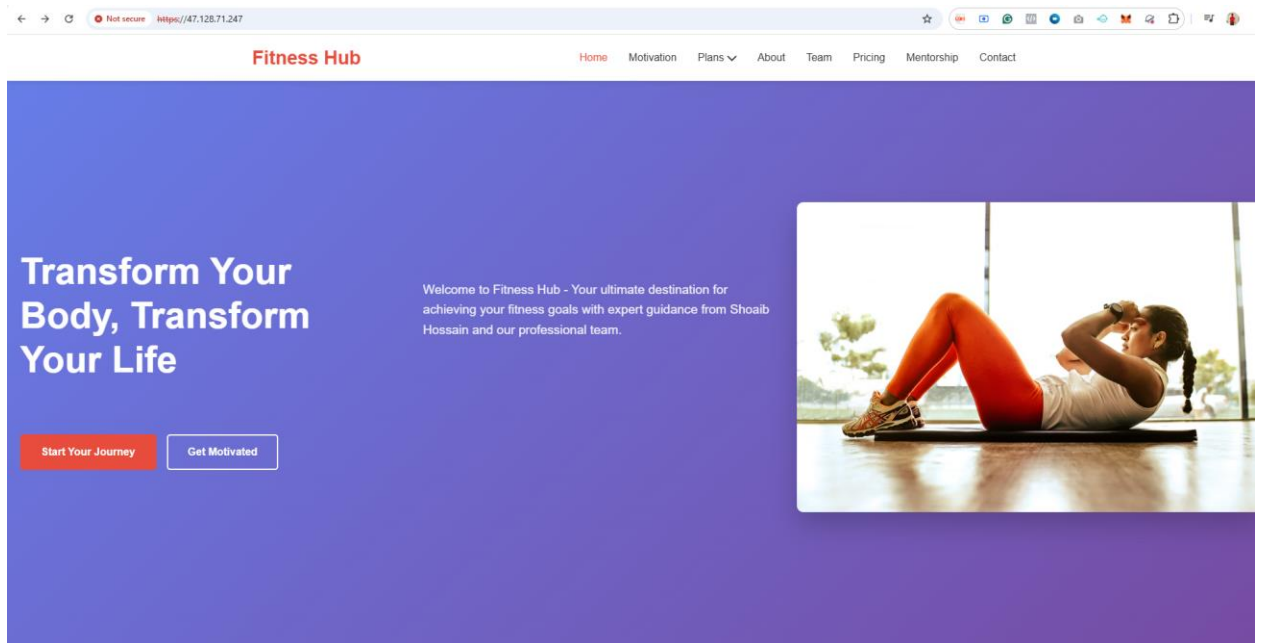 Not secure https://47.128.71.247
Fitness Hub
Home Motivation Plans About Team Pricing Mentorship Contact
Transform Your
Body, Transform
Your Life
Welcome to Fitness Hub - Your ultimate destination for
achieving your fitness goals with expert guidance from Shoaib
Hossain and our professional team.
Start Your Journey Get Motivated